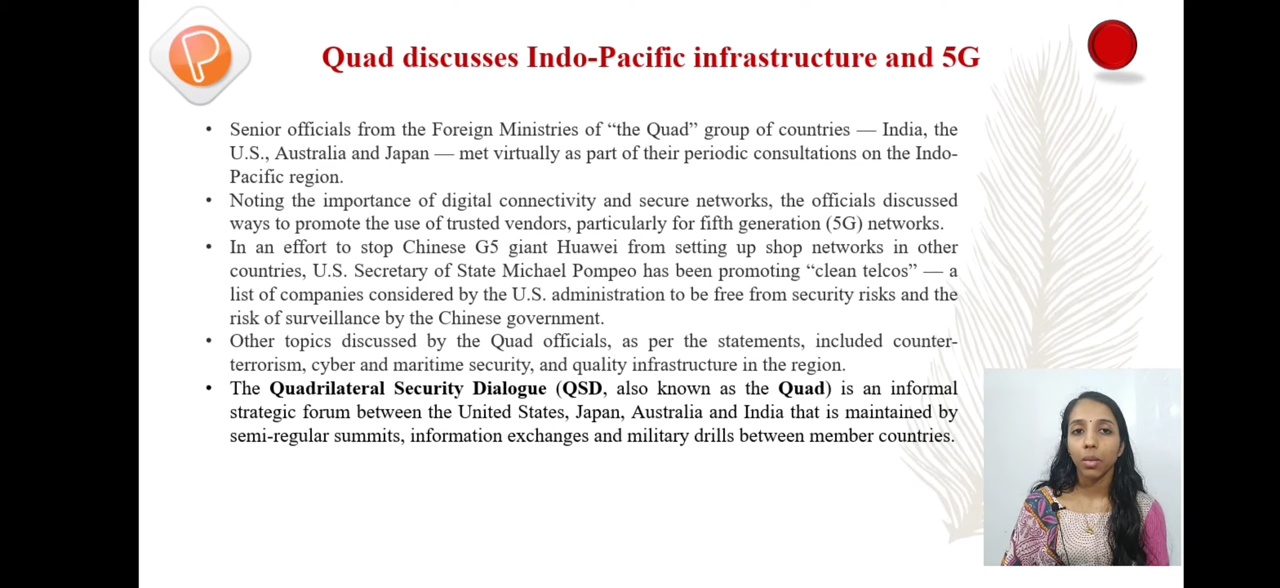 Quad discusses Indo-Pacific infrastructure and 5G
• Senior officials from the Foreign Ministries of “the Quad” group of countries — India, the
U.S., Australia and Japan — met virtually as part of their periodic consultations on the Indo-
Pacific region.
• Noting the importance of digital connectivity and secure networks, the officials discussed
ways to promote the use of trusted vendors, particularly for fifth generation (5G) networks.
• In an effort to stop Chinese G5 giant Huawei from setting up shop networks in other
countries, U.S. Secretary of State Michael Pompeo has been promoting “clean telcos” — a
list of companies considered by the U.S. administration to be free from security risks and the
risk of surveillance by the Chinese government.
• Other topics discussed by the Quad officials, as per the statements, included counter-
terrorism, cyber and maritime security, and quality infrastructure in the region.
• The Quadrilateral Security Dialogue (QSD, also known as the Quad) is an informal
strategic forum between the United States, Japan, Australia and India that is maintained by
semi-regular summits, information exchanges and military drills between member countries.